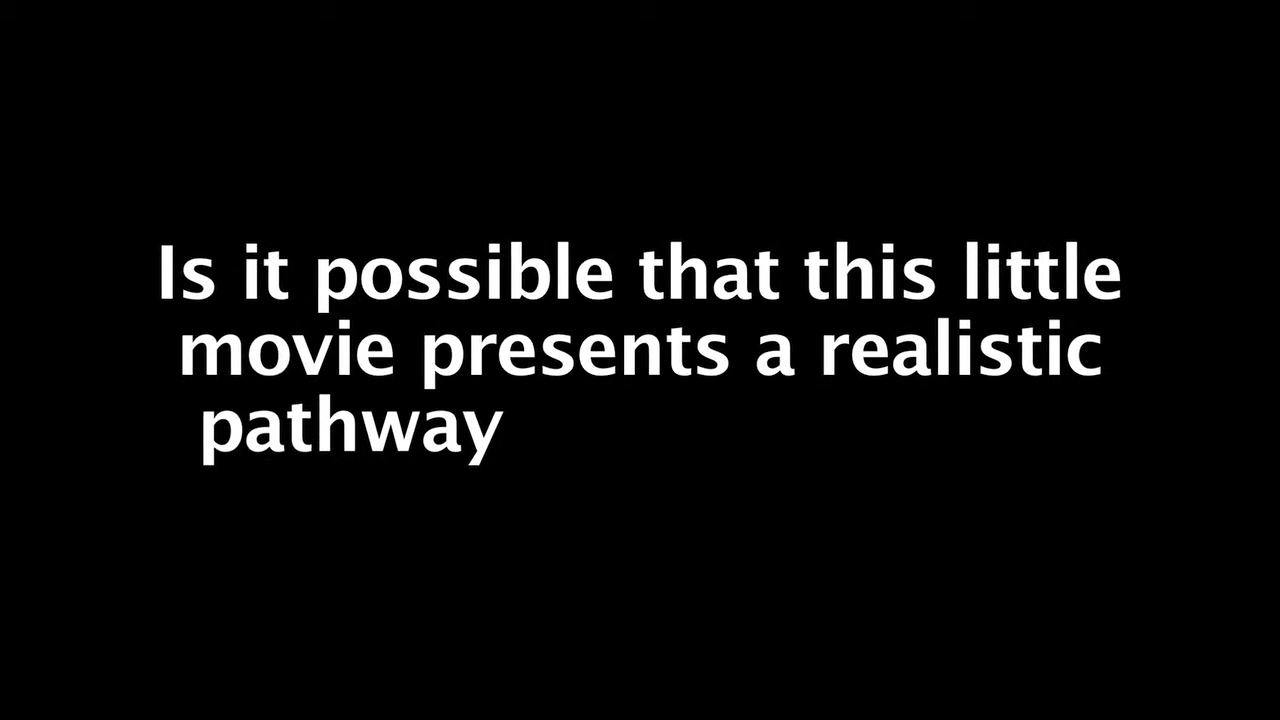 Is it possible that this little
movie presents a realistic
pathway